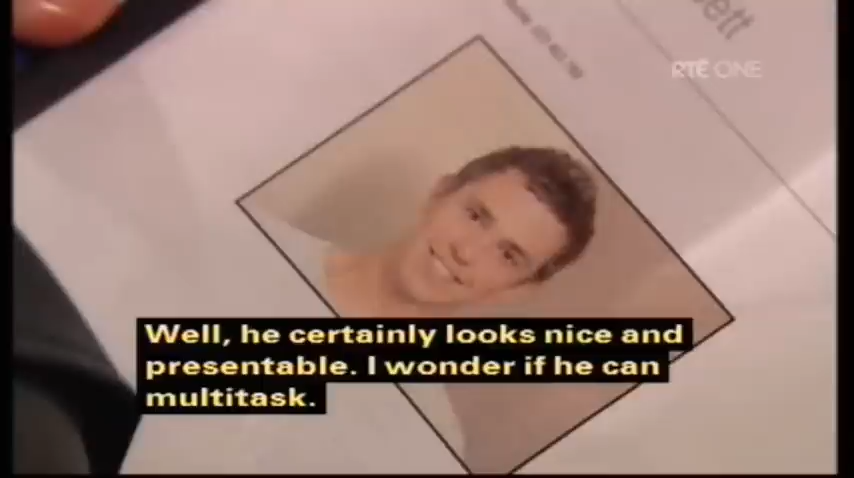 RTÉ ONE
Well, he certainly looks nice and
presentable. I wonder if he can
multitask.